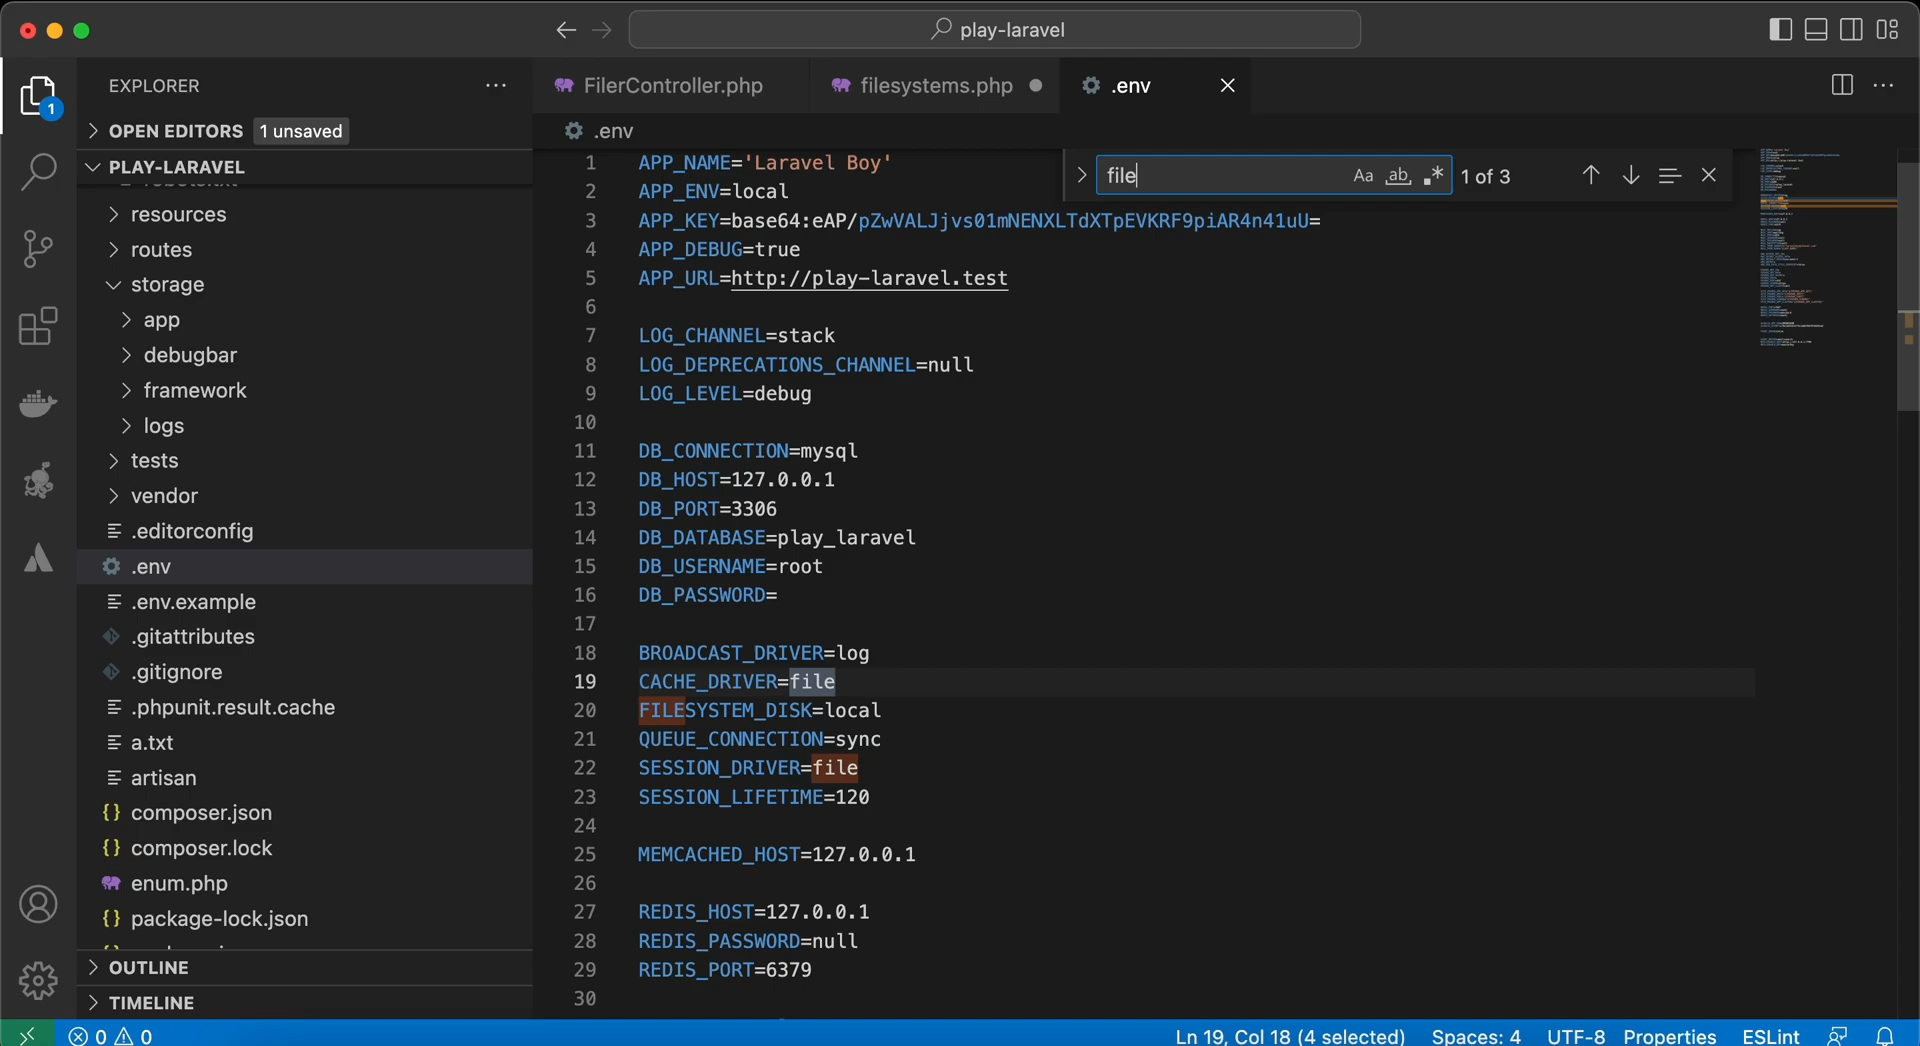 play-laravel
EXPLORER
1
OPEN EDITORS 1 unsaved
PLAY-LARAVEL
resources
routes
storage
app
debugbar
framework
logs
tests
vendor
.editorconfig
.env
.env.example
.gitattributes
.gitignore
.phpunit.result.cache
a.txt
artisan
{} composer.json
{} composer.lock
enum.php
{} package-lock.json
OUTLINE
TIMELINE
FilerController.php
filesystems.php
.env
.env
file
Aa ab 1 of 3
1 APP_NAME='Laravel Boy'
2 APP_ENV=local
3 APP_KEY=base64:eAP/pZwVALJjvs01mNENXLTdXTpEVKRF9piAR4n41uU=
4 APP_DEBUG=true
5 APP_URL=http://play-laravel.test
6
7 LOG_CHANNEL=stack
8 LOG_DEPRECATIONS_CHANNEL=null
9 LOG_LEVEL=debug
10
11 DB_CONNECTION=mysql
12 DB_HOST=127.0.0.1
13 DB_PORT=3306
14 DB_DATABASE=play_laravel
15 DB_USERNAME=root
16 DB_PASSWORD=
17
18 BROADCAST_DRIVER=log
19 CACHE_DRIVER=file
20 FILESYSTEM_DISK=local
21 QUEUE_CONNECTION=sync
22 SESSION_DRIVER=file
23 SESSION_LIFETIME=120
24
25 MEMCACHED_HOST=127.0.0.1
26
27 REDIS_HOST=127.0.0.1
28 REDIS_PASSWORD=null
29 REDIS_PORT=6379
30
0 0
Ln 19, Col 18 (4 selected) Spaces: 4 UTF-8 Properties ESLint